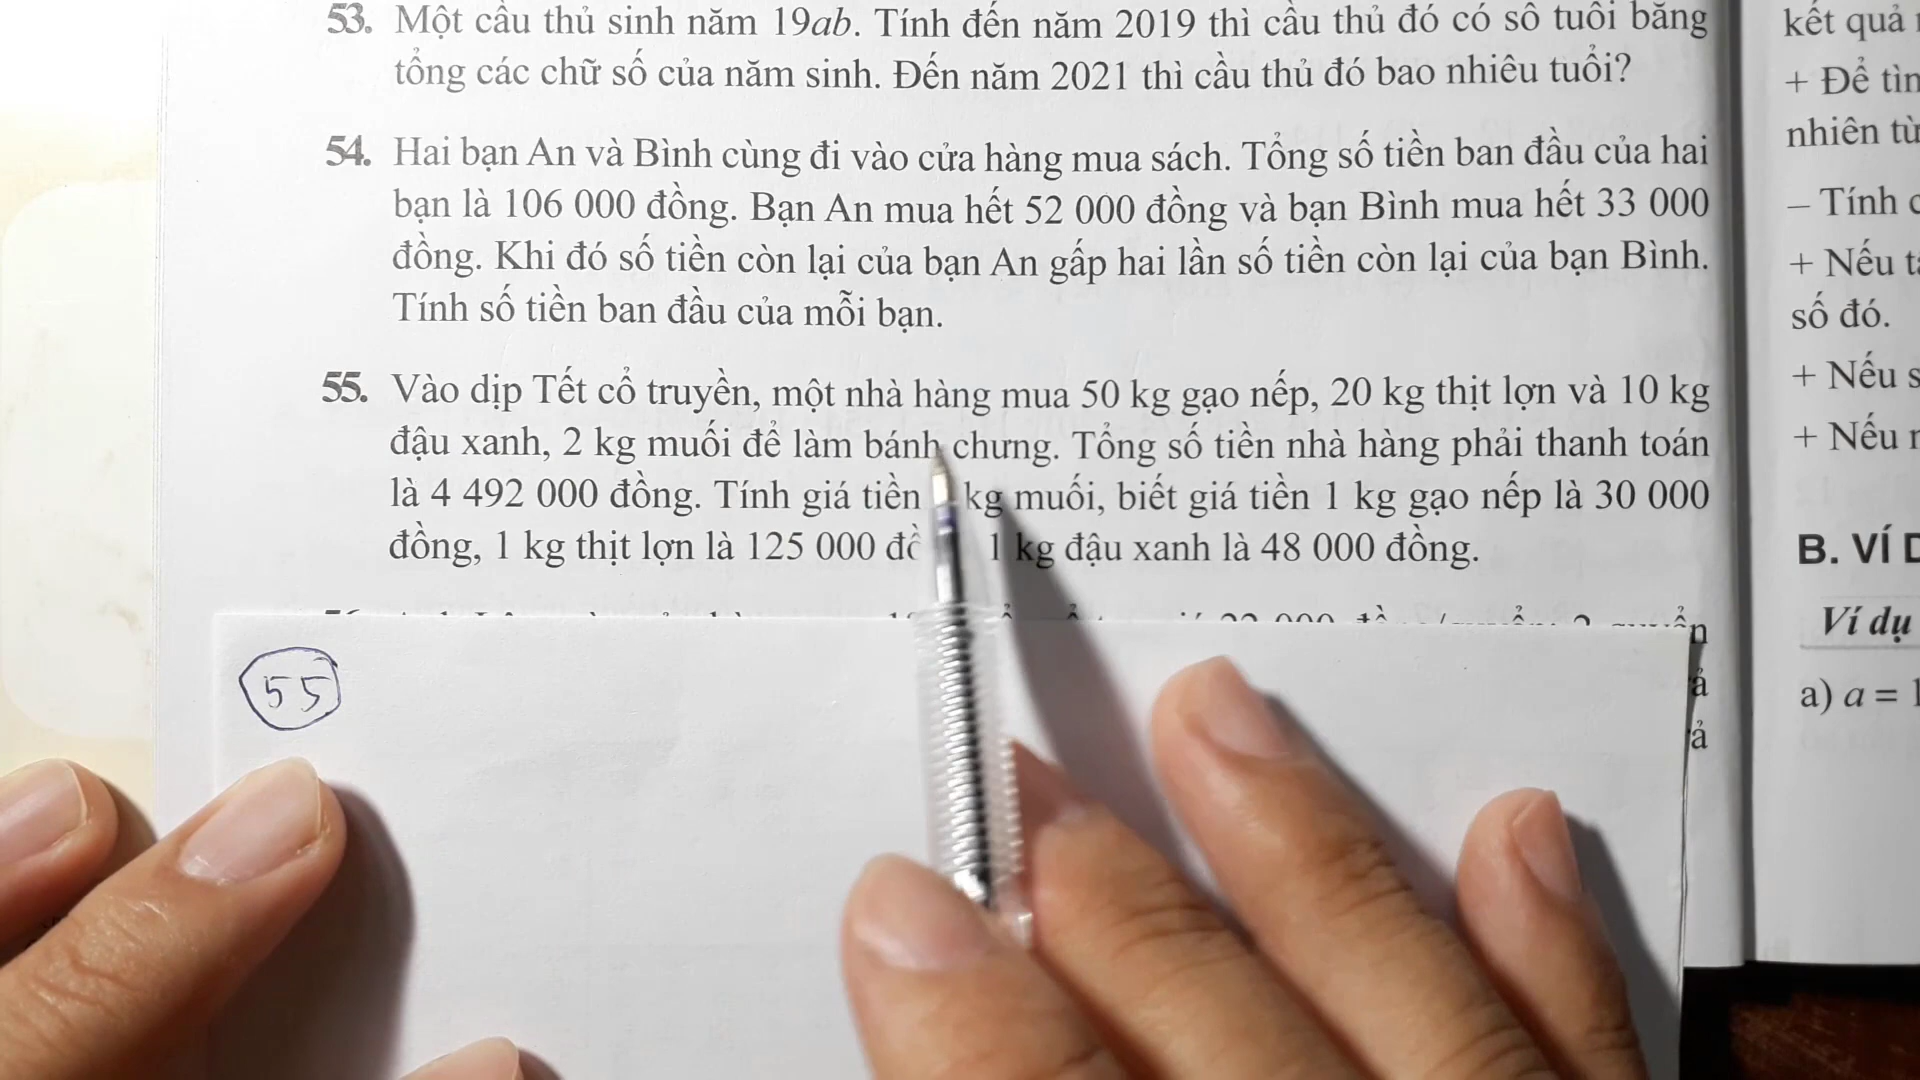 53. Một cầu thủ sinh năm 19ab. Tính đến năm 2019 thì cầu thủ đó có số tuổi bằng
tổng các chữ số của năm sinh. Đến năm 2021 thì cầu thủ đó bao nhiêu tuổi?
54. Hai bạn An và Bình cùng đi vào cửa hàng mua sách. Tổng số tiền ban đầu của hai
bạn là 106 000 đồng. Bạn An mua hết 52 000 đồng và bạn Bình mua hết 33 000
đồng. Khi đó số tiền còn lại của bạn An gấp hai lần số tiền còn lại của bạn Bình.
Tính số tiền ban đầu của mỗi bạn.
55. Vào dịp Tết cổ truyền, một nhà hàng mua 50 kg gạo nếp, 20 kg thịt lợn và 10 kg
đậu xanh, 2 kg muối để làm bánh chưng. Tổng số tiền nhà hàng phải thanh toán
là 4 492 000 đồng. Tính giá tiền kg muối, biết giá tiền 1 kg gạo nếp là 30 000
đồng, 1 kg thịt lợn là 125 000 1 kg đậu xanh là 48 000 đồng.
55
kết quả
+ Để
nhiên từ
– Tính
+ Nếu
số đó.
+ Nếu
+ Nếu
B. VÍ
Ví dụ
a) a =